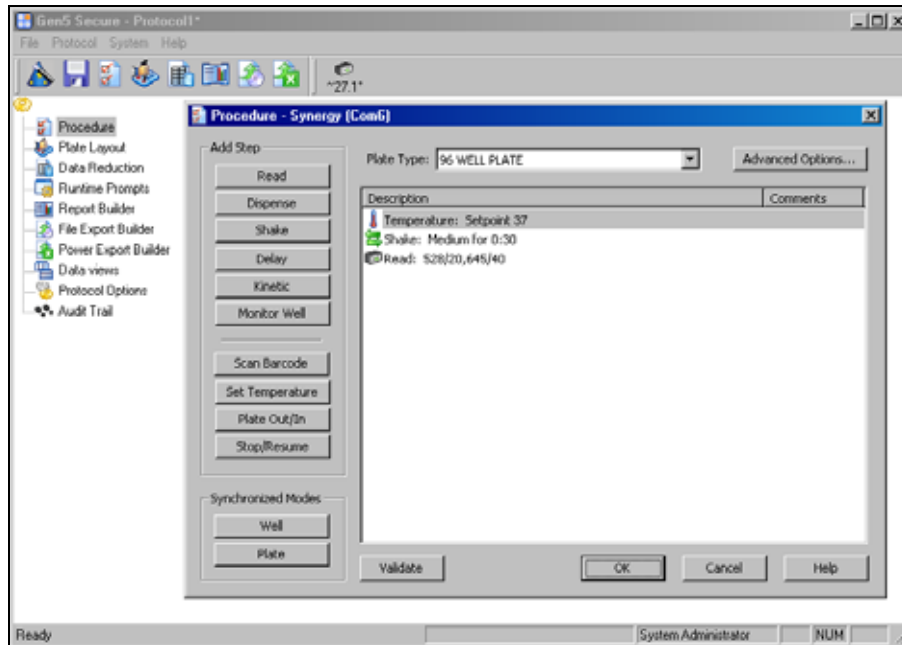 Gen5 Secure - Protocol1*
File Protocol System Help
~27.1°
Procedure
Plate Layout
Data Reduction
Runtime Prompts
Report Builder
File Export Builder
Power Export Builder
Data views
Protocol Options
Audit Trail
Procedure - Synergy (Com6)
Add Step
Read
Dispense
Shake
Delay
Kinetic
Monitor Well
Scan Barcode
Set Temperature
Plate Out/In
Stop/Resume
Synchronized Modes
Well
Plate
Plate Type: 96 WELL PLATE
Advanced Options...
Description Comments
Temperature: Setpoint 37
Shake: Medium for 0:30
Read: 528/20,645/40
Validate OK Cancel Help
Ready System Administrator NUM